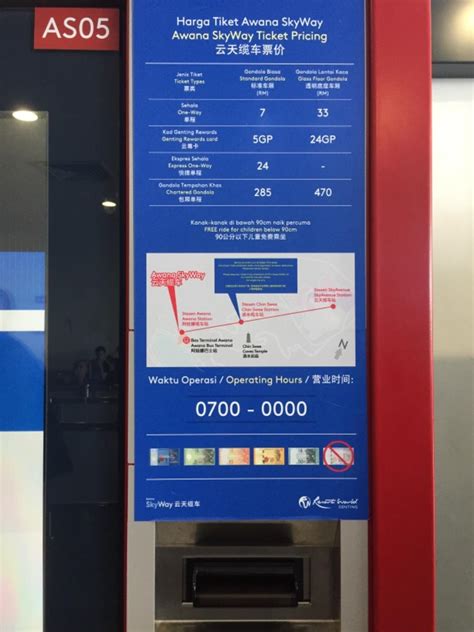 AS05
Harga Tiket Awana SkyWay
Awana SkyWay Ticket Pricing
云天缆车票价
Jenis Tiket
Ticket Types
票类
Gondola Biasa
Standard Gondola
标准车厢
(RM)
Gondola Lantai Kaca
Glass Floor Gondola
透明底座车厢
(RM)
Sehala
One-Way
单程
7
33
Kad Genting Rewards
Genting Rewards card
云尊卡
5GP
24GP
Ekspres Sehala
Express One-Way
快捷单程
24
-
Gondola Tempahan Khas
Chartered Gondola
包厢单程
285
470
Kanak-kanak di bawah 90cm naik percuma
FREE ride for children below 90cm
90公分以下儿童免费乘坐
Awana SkyWay
云天缆车
Stesen Awana
Awana Station
Stesen Chin Swee
Chin Swee Station
Stesen SkyAvenue
SkyAvenue Station
云天缆车站
Bas Terminal Awana
Awana Bus Terminal
Chin Swee
Caves Temple
N
Waktu Operasi / Operating Hours / 营业时间:
0700 - 0000
Awana
SkyWay 云天缆车
Resorts World
GENTING